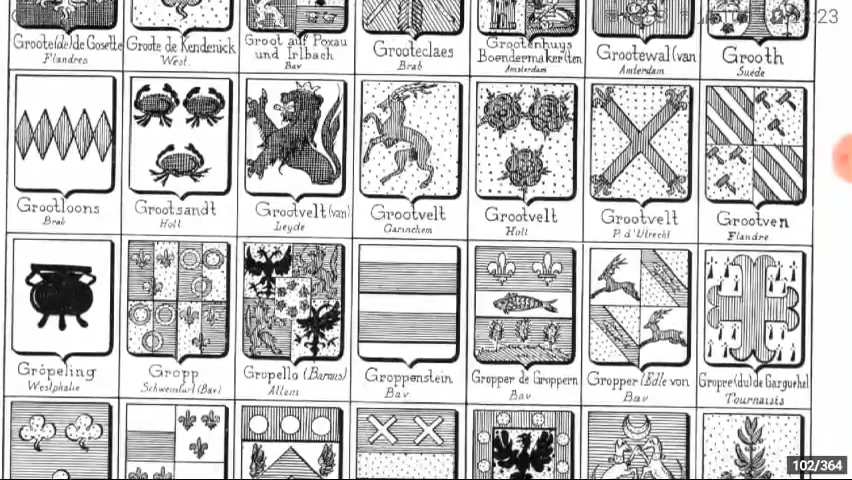 Groote(de) de Gosette
Flandres
Groote de Kendenick
West.
Groot auf Poxau
und Irlbach
Bav
Grooteclaes
Brab
Grootenhuys
Boendermaker (ten
Amsterdam
Grootewal (van
Amterdam
Grooth
Suède
23
Grootloons
Brab
Grootsandt
Holl
Grootvelt (van)
Leyde
Grootvelt
Gorinchem
Grootvelt
Holl
Grootvelt
P. d'Utrecht
Grootven
Flandre
Gröpeling
Westphalie
Gropp
Schweinfurt (Bav)
Gropello (Barons)
Allem
Groppenstein
Bav.
Gropper de Groppern
Bav
Gropper (Edle von
Bav
Gropre (du) de Garguehel
Tournaisis
102/364